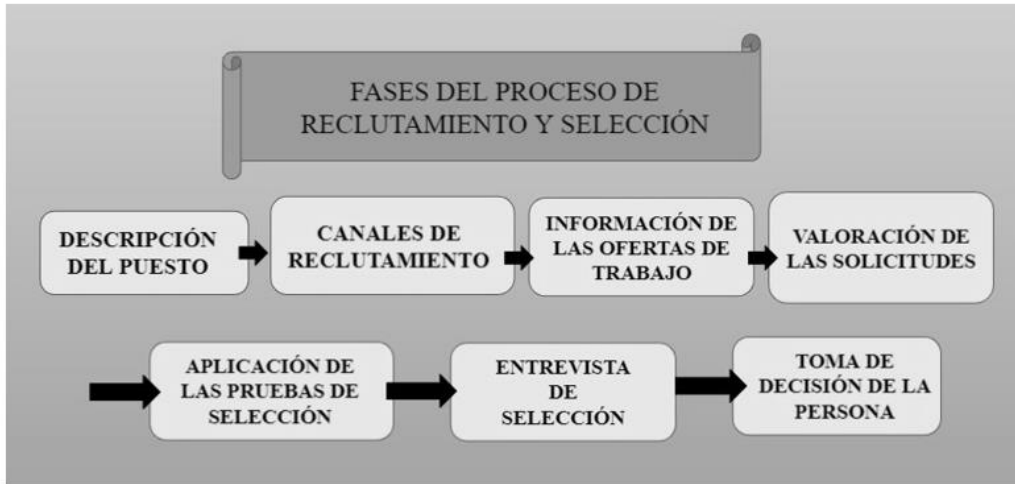 FASES DEL PROCESO DE
RECLUTAMIENTO Y SELECCIÓN
DESCRIPCIÓN
DEL PUESTO
CANALES DE
RECLUTAMIENTO
INFORMACIÓN DE
LAS OFERTAS DE
TRABAJO
VALORACIÓN DE
LAS SOLICITUDES
APLICACIÓN DE
LAS PRUEBAS DE
SELECCIÓN
ENTREVISTA
DE
SELECCIÓN
TOMA DE
DECISIÓN DE LA
PERSONA